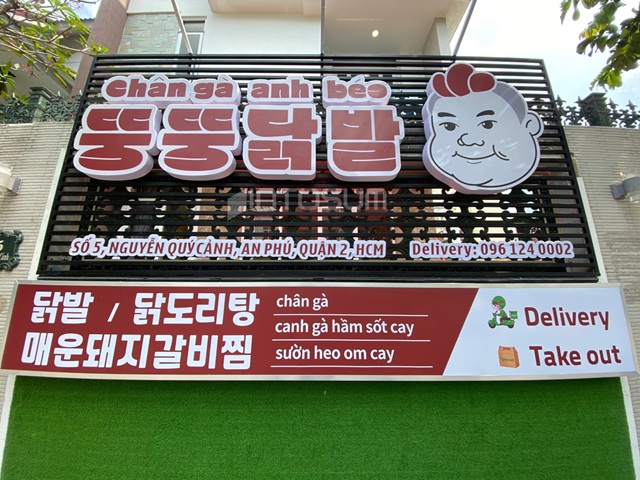 chân gà anh béo
뚱뚱닭발
SỐ 5, NGUYỄN QUÝ CẢNH, AN PHÚ, QUẬN 2, HCM Delivery: 096 124 0002
닭발 / 닭도리탕
매운돼지갈비찜
chân gà
canh gà hầm sốt cay
sườn heo om cay
Delivery
Take out